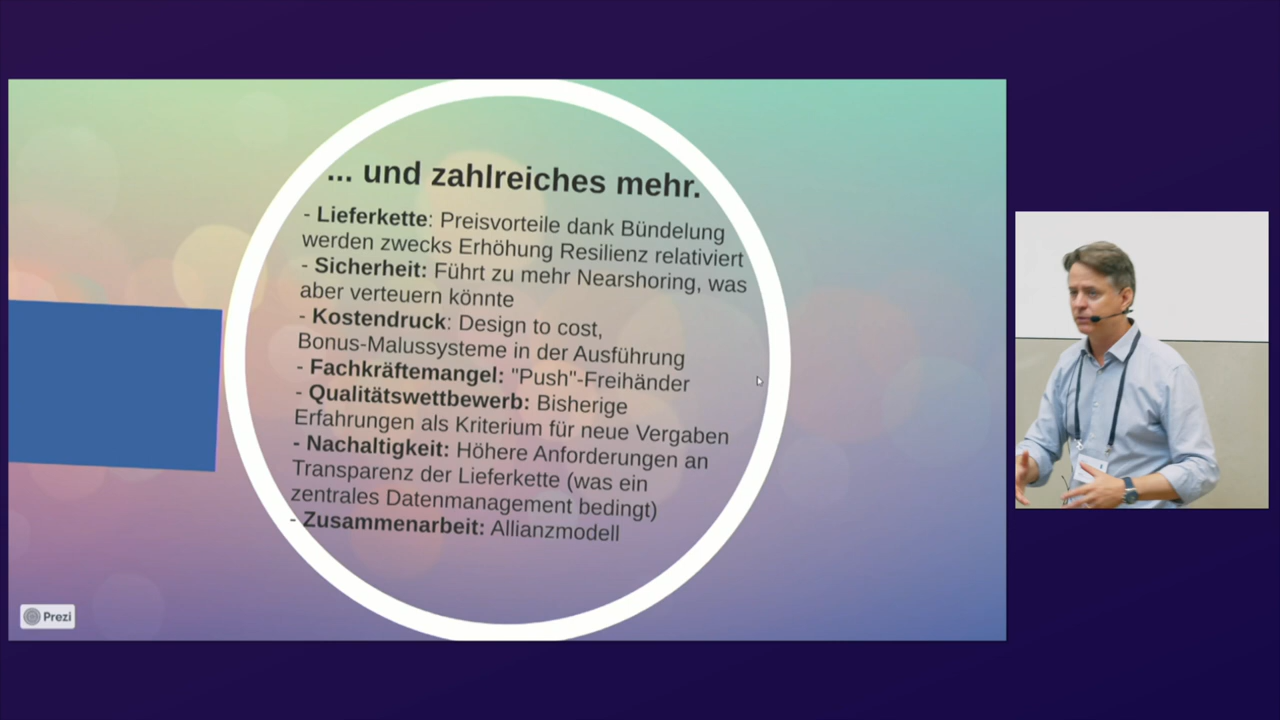 ... und zahlreiches mehr.
- Lieferkette: Preisvorteile dank Bündelung
werden zwecks Erhöhung Resilienz relativiert
- Sicherheit: Führt zu mehr Nearshoring, was
aber verteuern könnte
- Kostendruck: Design to cost,
Bonus-Malussysteme in der Ausführung
- Fachkräftemangel: "Push"-Freihänder
- Qualitätswettbewerb: Bisherige
Erfahrungen als Kriterium für neue Vergaben
- Nachaltigkeit: Höhere Anforderungen an
Transparenz der Lieferkette (was ein
zentrales Datenmanagement bedingt)
- Zusammenarbeit: Allianzmodell
Prezi